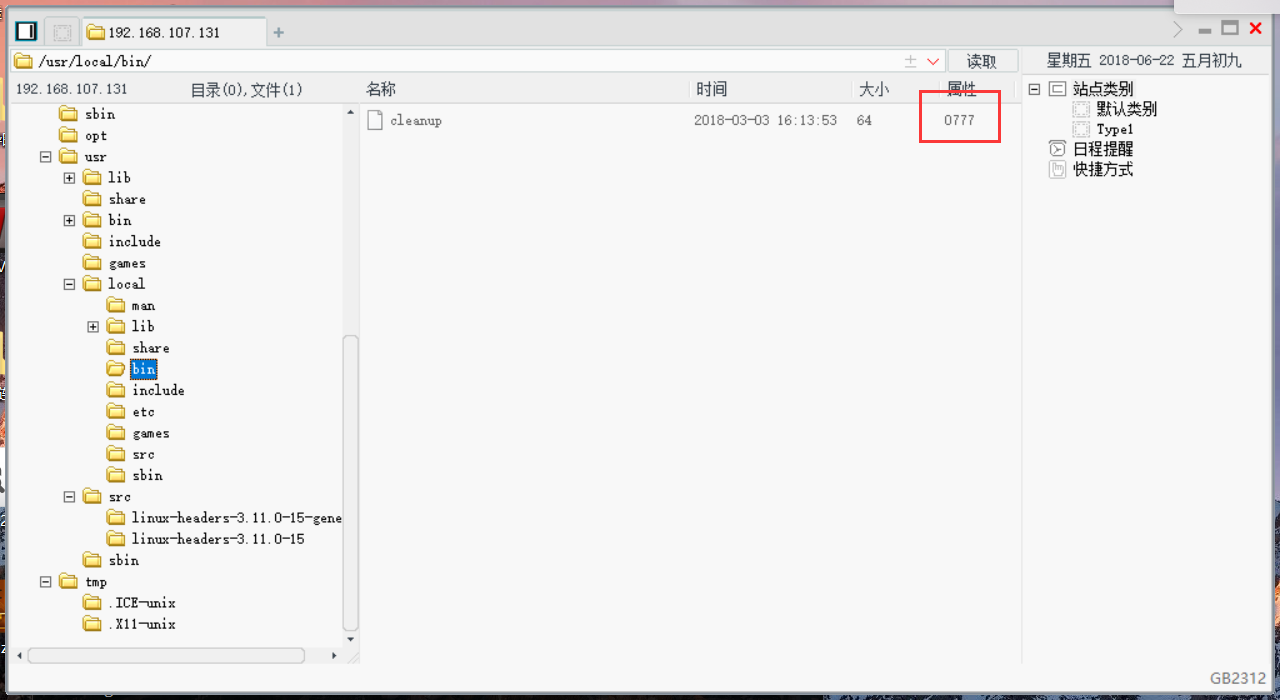 192.168.107.131
/usr/local/bin/
读取
星期五 2018-06-22 五月初九
192.168.107.131 目录(0),文件(1) 名称 时间 大小 属性
cleanup 2018-03-03 16:13:53 64 0777
sbin
opt
usr
lib
share
bin
include
games
local
man
lib
share
bin
include
etc
games
src
sbin
src
linux-headers-3.11.0-15-gene
linux-headers-3.11.0-15
sbin
tmp
.ICE-unix
.X11-unix
站点类别
默认类别
Type1
日程提醒
快捷方式
GB2312